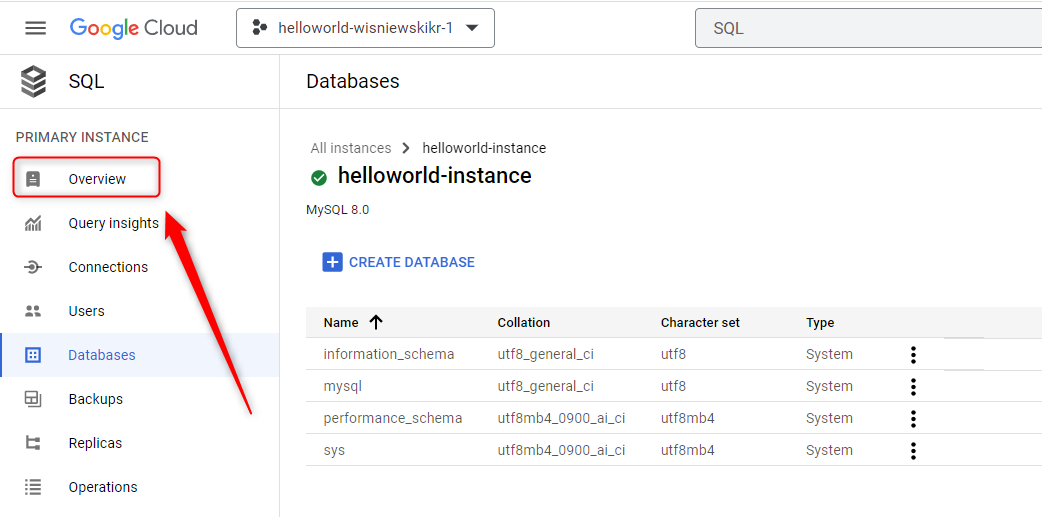 Google Cloud
helloworld-wisniewskikr-1
SQL
SQL
Databases
PRIMARY INSTANCE
Overview
Query insights
Connections
Users
Databases
Backups
Replicas
Operations
All instances > helloworld-instance
helloworld-instance
MySQL 8.0
CREATE DATABASE
Name Collation Character set Type
information_schema utf8_general_ci utf8 System
mysql utf8_general_ci utf8 System
performance_schema utf8mb4_0900_ai_ci utf8mb4 System
sys utf8mb4_0900_ai_ci utf8mb4 System